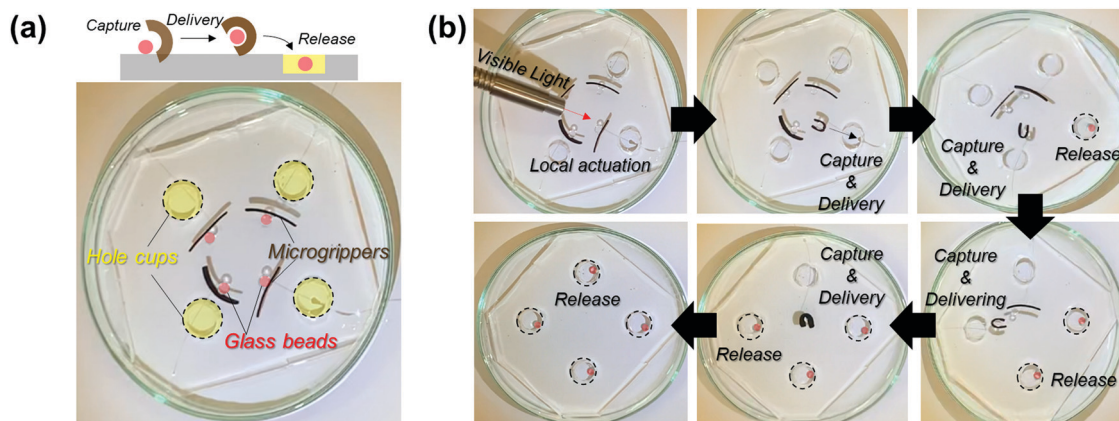 (a)
Capture
Delivery
Release
Hole cups
Microgrippers
Glass beads
(b)
Visible Light
Local actuation
Capture
&
Delivery
Capture
&
Delivery
Release
Release
Capture
&
Delivery
Release
Capture
&
Delivering
Release